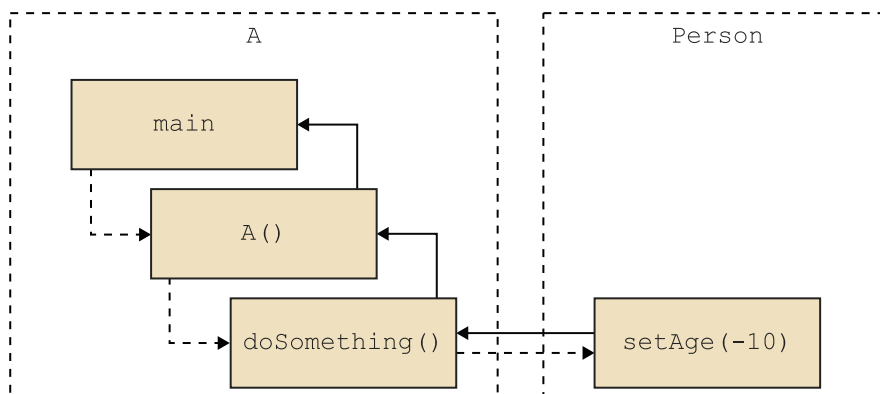 A
Person
main
A()
doSomething()
setAge(-10)